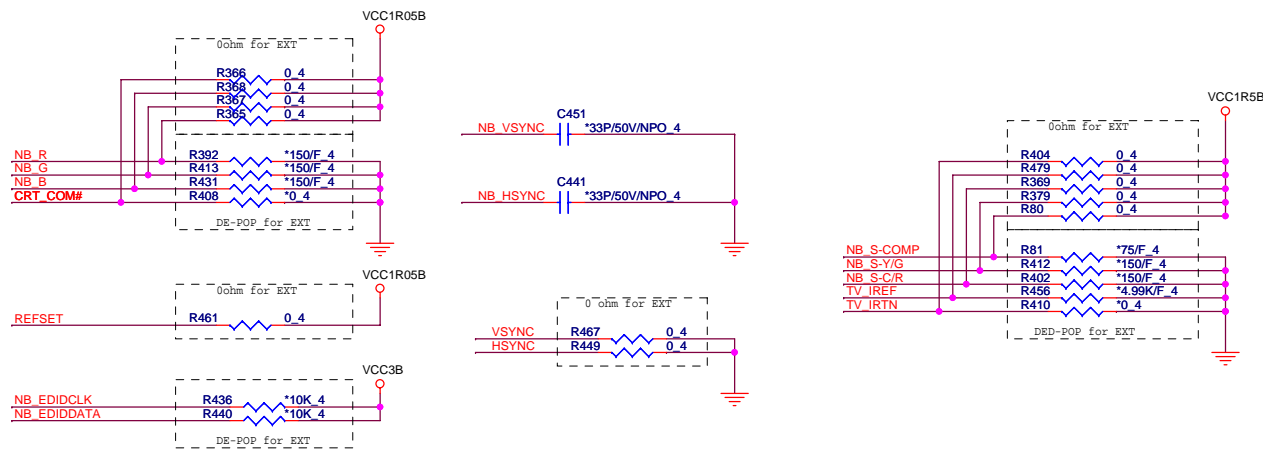 VCC1R05B
0ohm for EXT
R366 0_4
R368 0_4
R367 0_4
R365 0_4
NB_R R392 *150/F_4
NB_G R413 *150/F_4
NB_B R431 *150/F_4
CRT_COM# R408 *0_4
DE-POP for EXT
VCC1R05B
0ohm for EXT
REFSET R461 0_4
VCC3B
NB_EDIDCLK R436 *10K_4
NB_EDIDDATA R440 *10K_4
DE-POP for EXT
C451
NB_VSYNC *33P/50V/NPO_4
C441
NB_HSYNC *33P/50V/NPO_4
0 ohm for EXT
VSYNC R467 0_4
HSYNC R449 0_4
VCC1R5B
0ohm for EXT
R404 0_4
R479 0_4
R369 0_4
R379 0_4
R80 0_4
NB_S-COMP R81 *75/F_4
NB_S-Y/G R412 *150/F_4
NB_S-C/R R402 *150/F_4
TV_IREF R456 *4.99K/F_4
TV_IRTN R410 *0_4
DED-POP for EXT